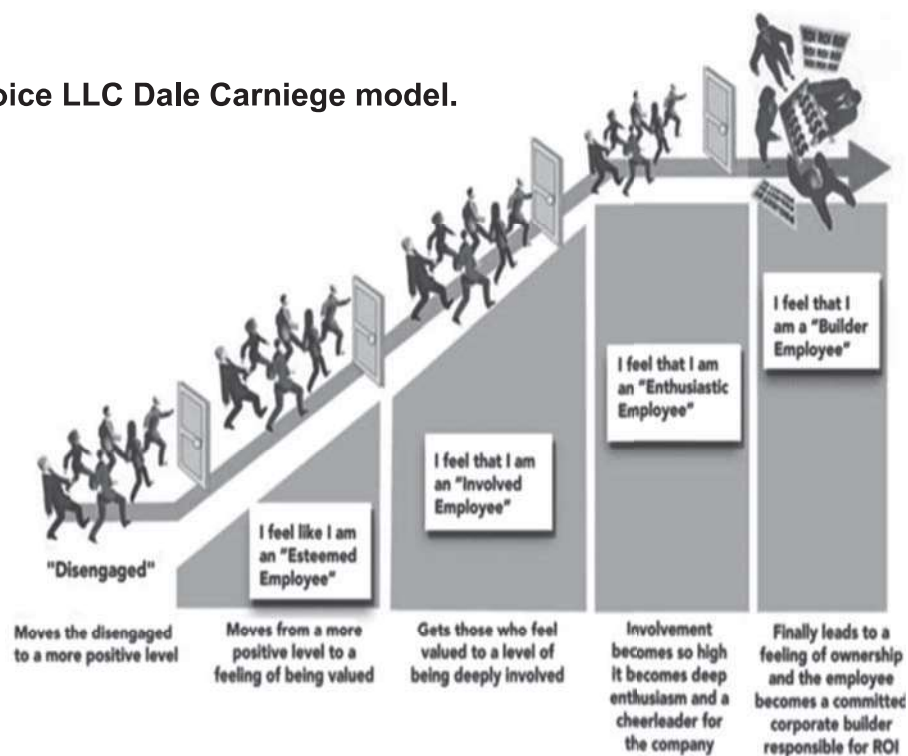 oice LLC Dale Carniege model.
"Disengaged"
I feel like I am
an "Esteemed
Employee"
I feel that I am
an "Involved
Employee"
I feel that I am
an "Enthusiastic
Employee"
I feel that I
am a "Builder
Employee"
Moves the disengaged
to a more positive level
Moves from a more
positive level to a
feeling of being valued
Gets those who feel
valued to a level of
being deeply involved
Involvement
becomes so high
it becomes deep
enthusiasm and a
cheerleader for
the company
Finally leads to a
feeling of ownership
and the employee
becomes a committed
corporate builder
responsible for ROI